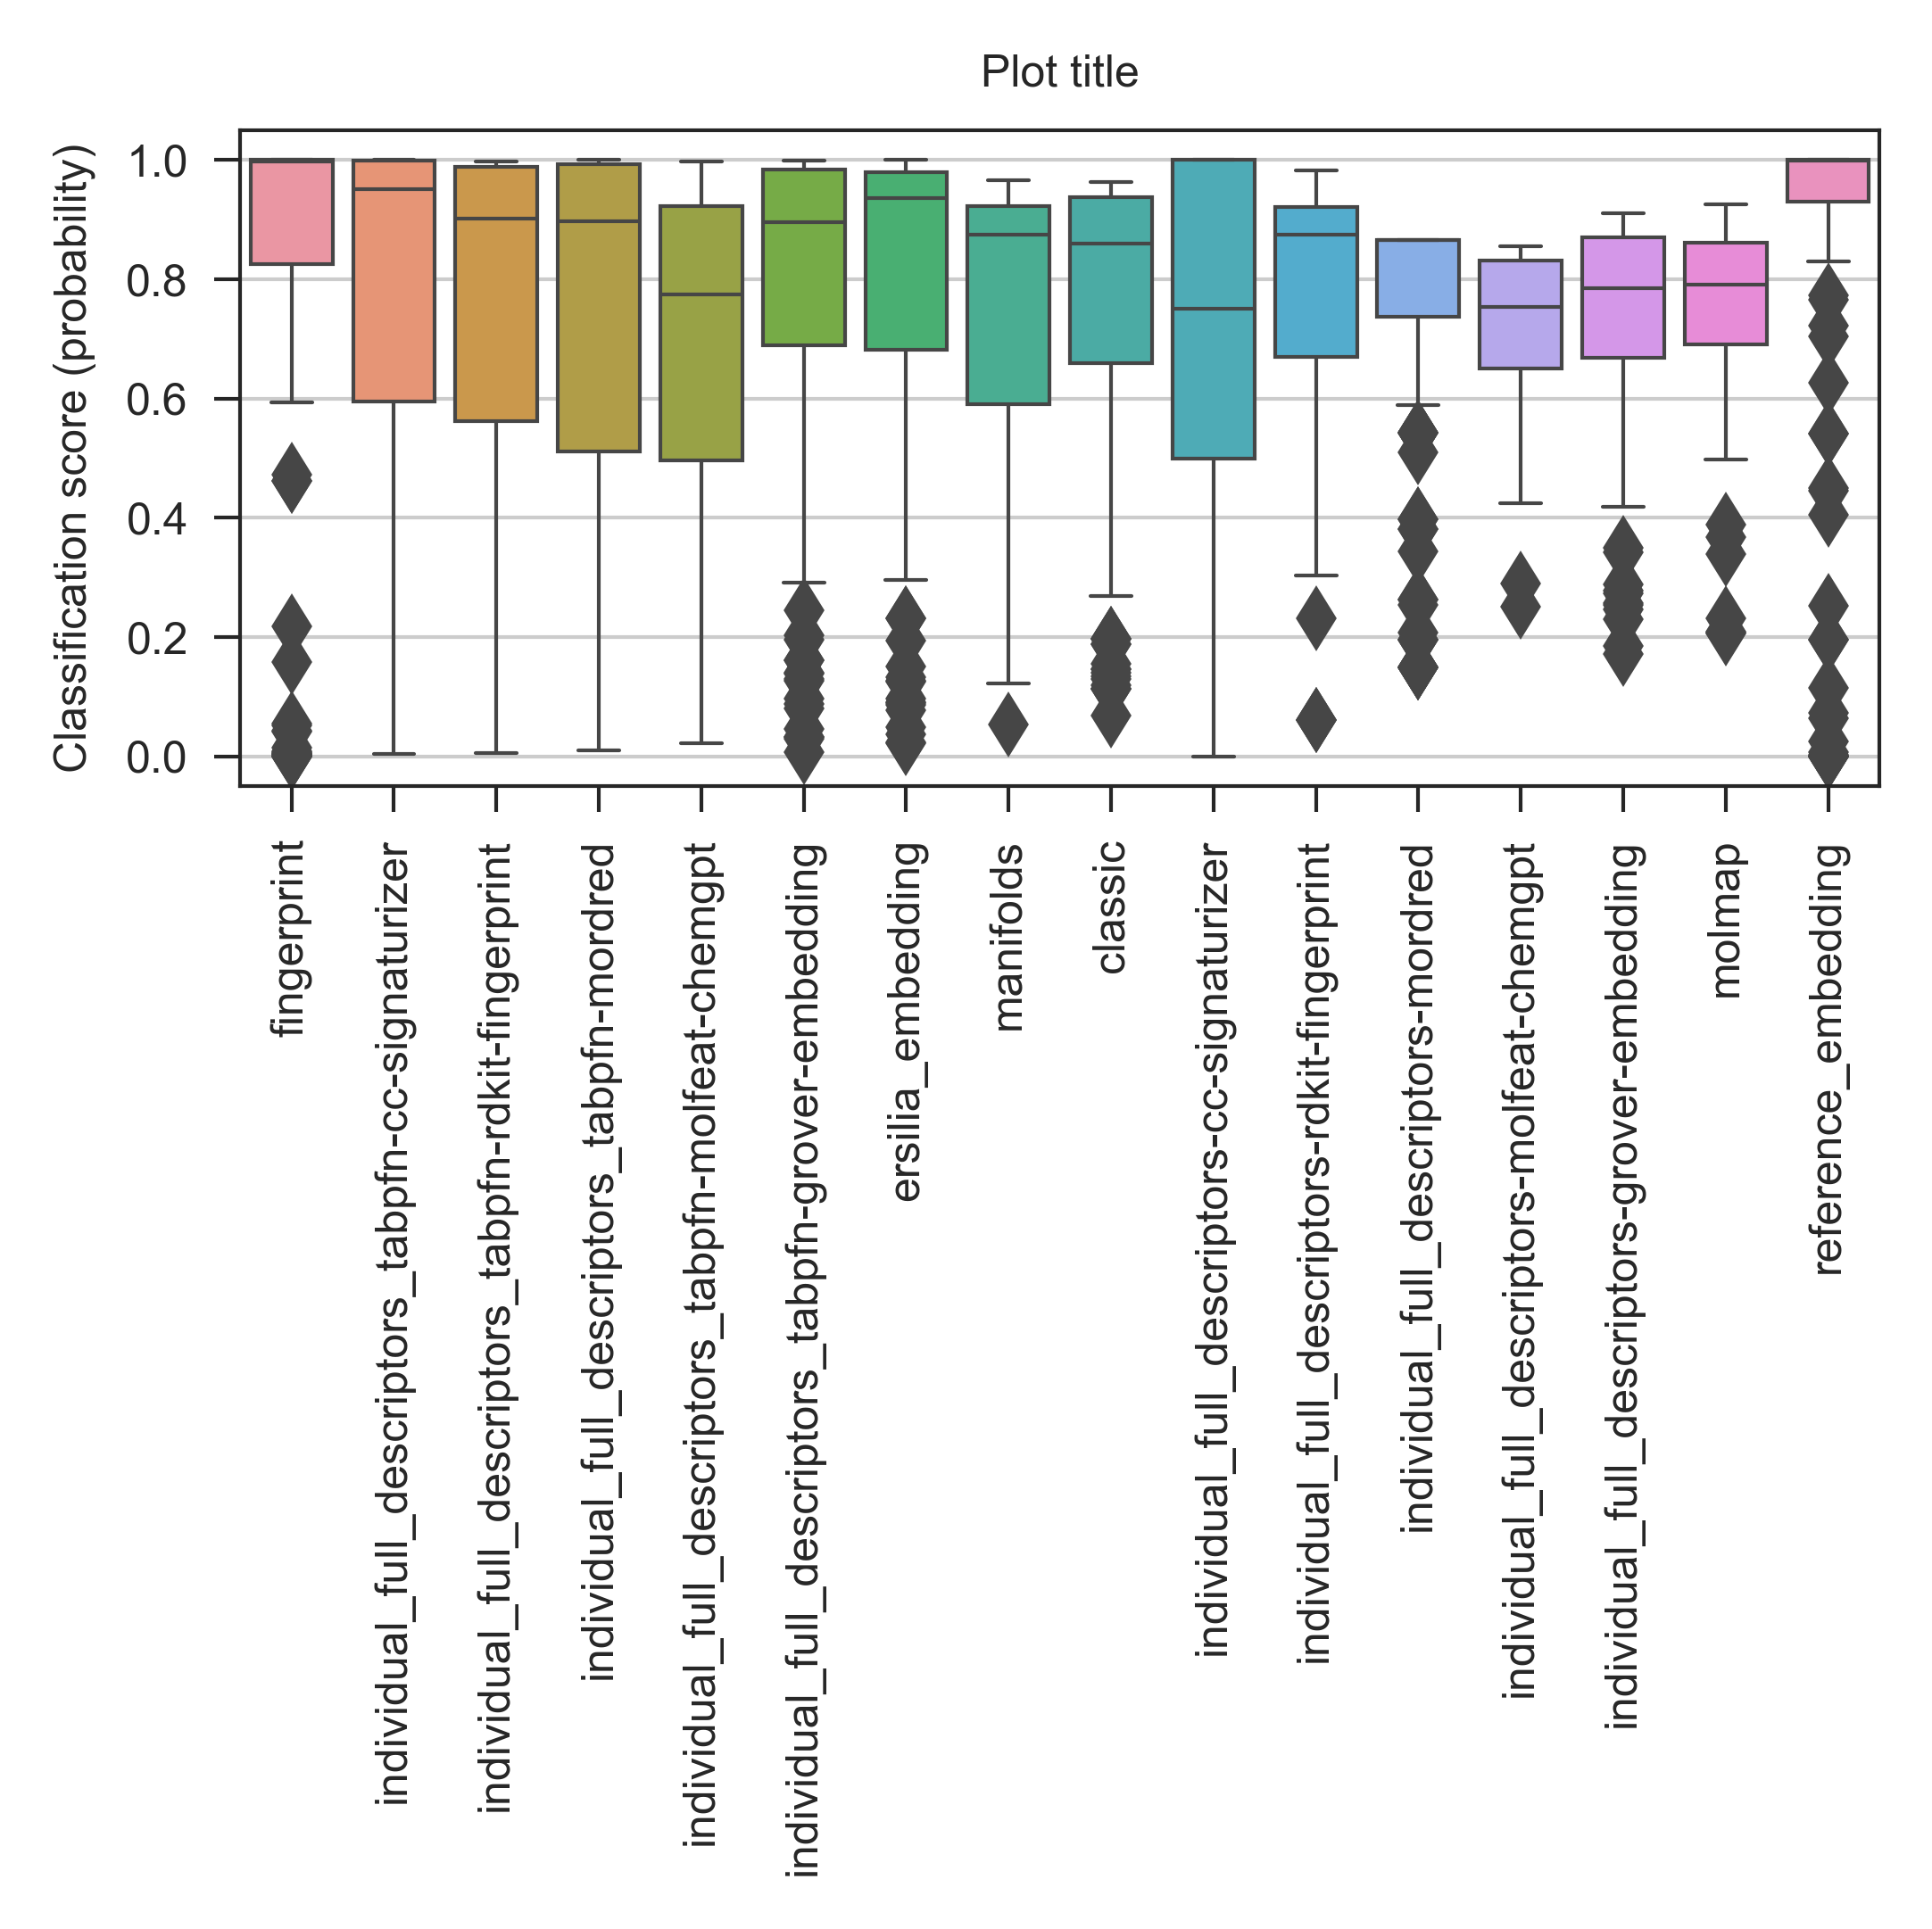 Plot title
Classification score (probability)
1.0
0.8
0.6
0.4
0.2
0.0
fingerprint
individual_full_descriptors_tabpfn-cc-signaturizer
individual_full_descriptors_tabpfn-rdkit-fingerprint
individual_full_descriptors_tabpfn-mordred
individual_full_descriptors_tabpfn-molfeat-chemgpt
individual_full_descriptors_tabpfn-grover-embedding
ersilia_embedding
manifolds
classic
individual_full_descriptors-cc-signaturizer
individual_full_descriptors-rdkit-fingerprint
individual_full_descriptors-mordred
individual_full_descriptors-molfeat-chemgpt
individual_full_descriptors-grover-embedding
molmap
reference_embedding